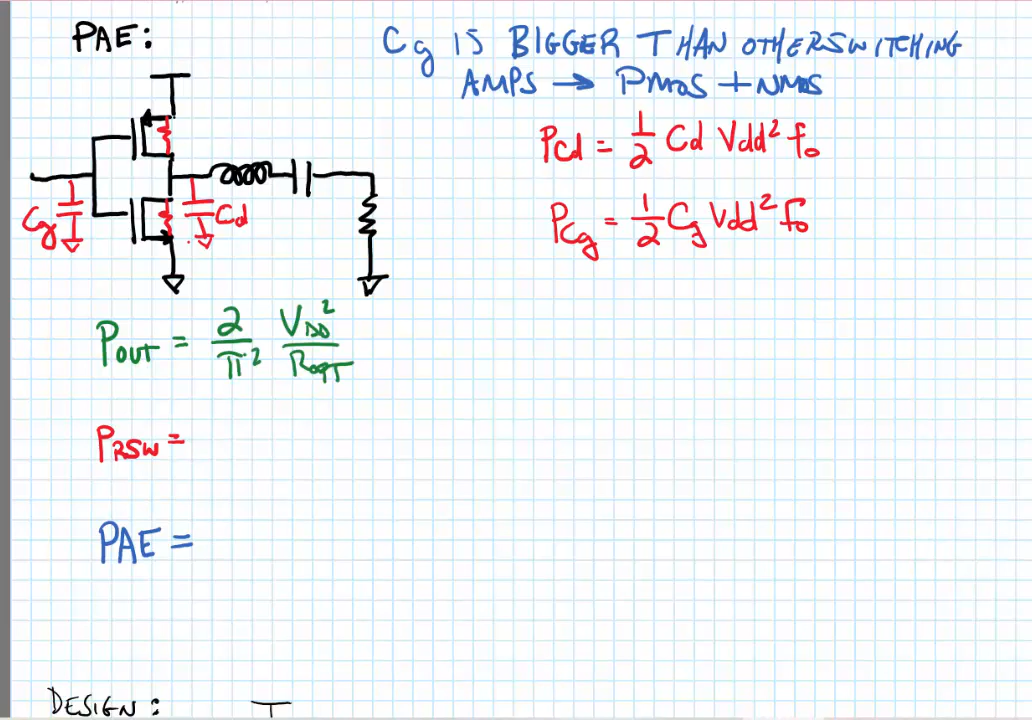 PAE:
Cg IS BIGGER THAN OTHERSWITCHING
AMPS → PMOS + NMOS
PCd = 1/2 Cd Vdd² fo
PCg = 1/2 Cg Vdd² fo
Cg
Cd
POUT = 2/π² VDD²/ROPT
PRSW =
PAE =
DESIGN: